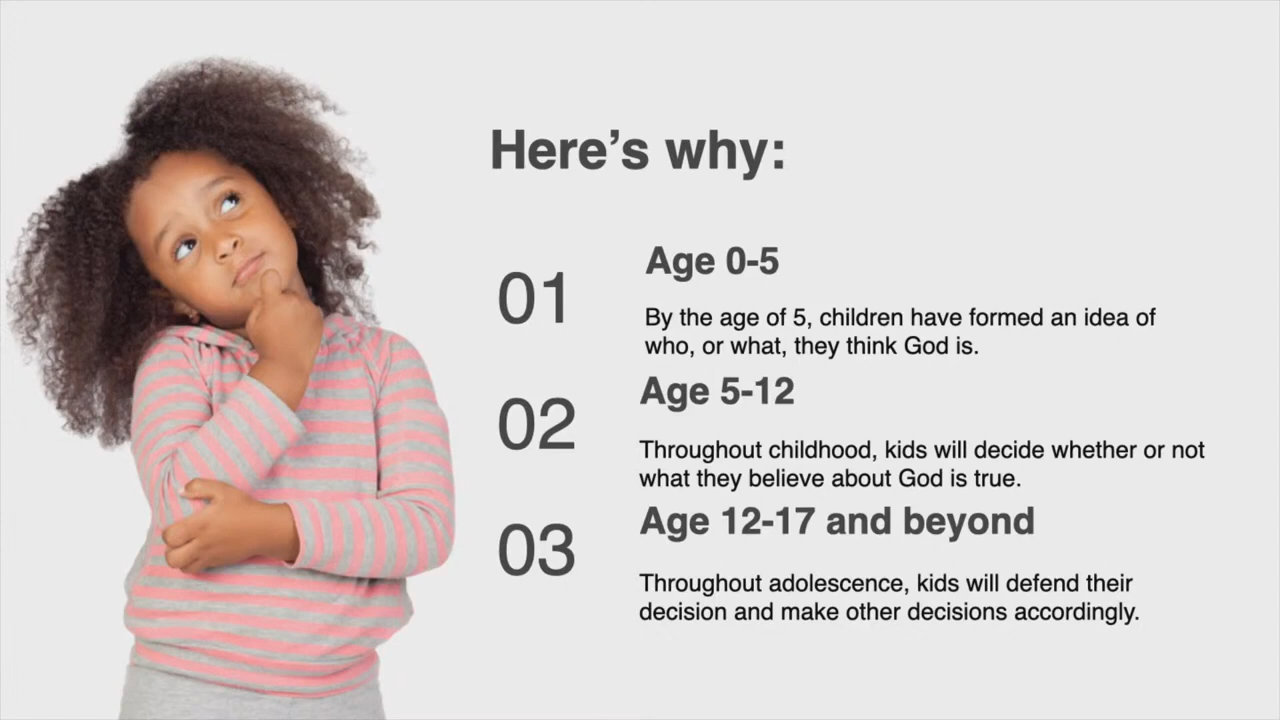 Here’s why:
01
Age 0-5
By the age of 5, children have formed an idea of
who, or what, they think God is.
02
Age 5-12
Throughout childhood, kids will decide whether or not
what they believe about God is true.
03
Age 12-17 and beyond
Throughout adolescence, kids will defend their
decision and make other decisions accordingly.